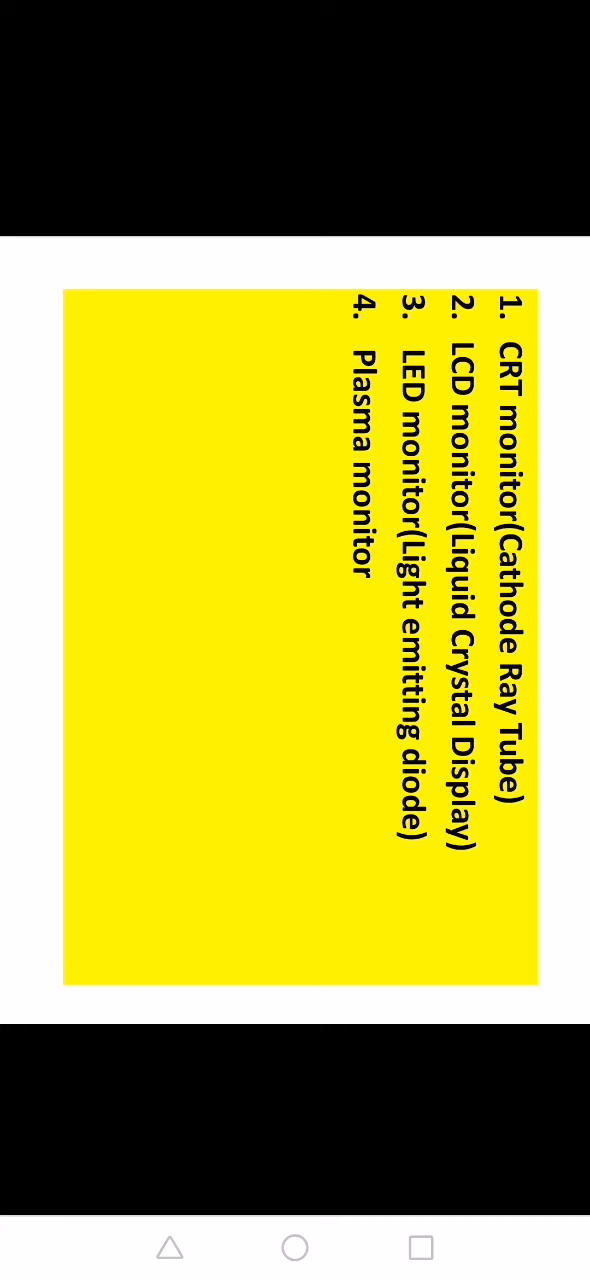 1. CRT monitor(Cathode Ray Tube)
2. LCD monitor(Liquid Crystal Display)
3. LED monitor(Light emitting diode)
4. Plasma monitor